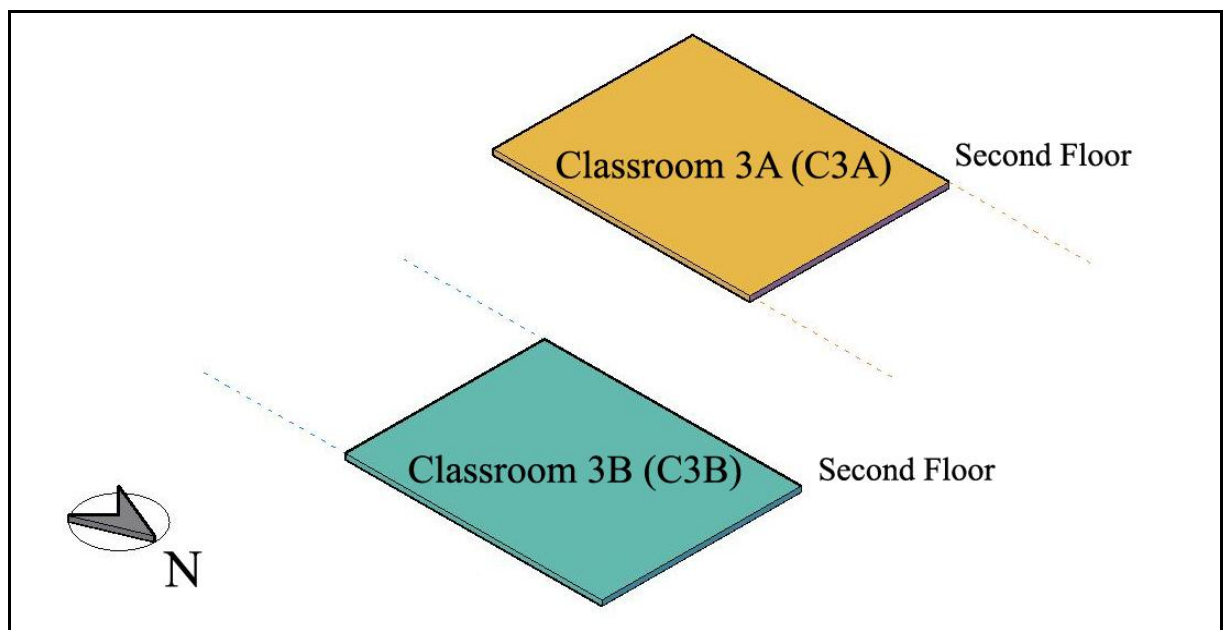 Classroom 3A (C3A)
Second Floor
Classroom 3B (C3B)
Second Floor
N